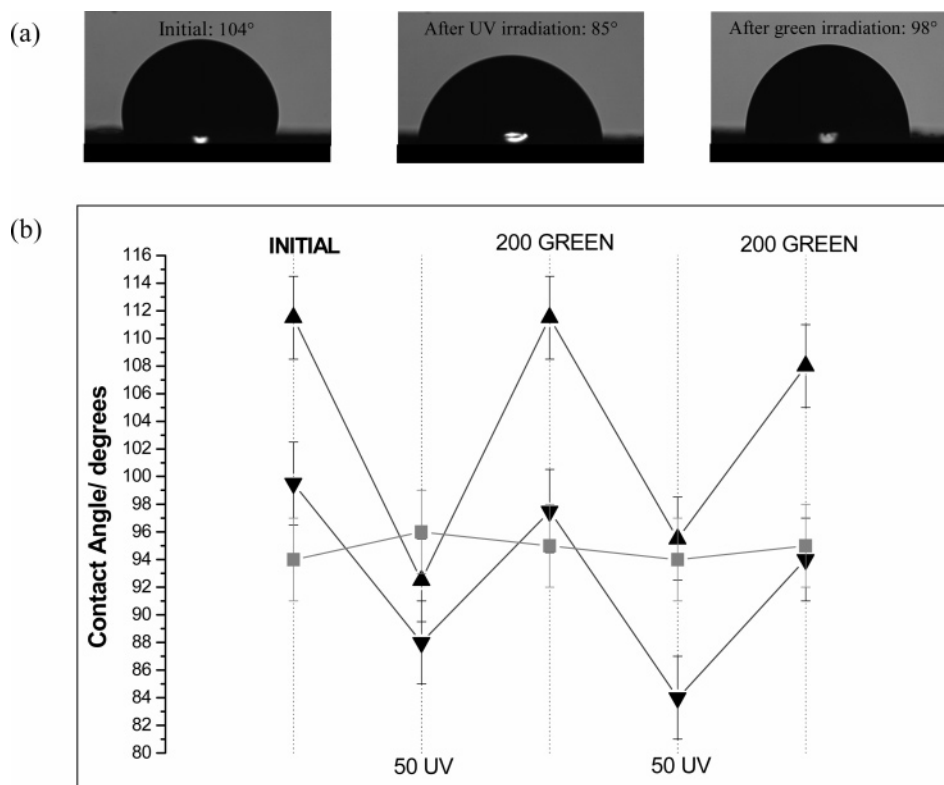 (a)
Initial: 104°
After UV irradiation: 85°
After green irradiation: 98°
(b)
INITIAL
200 GREEN
200 GREEN
116
114
112
110
108
106
104
102
100
98
96
94
92
90
88
86
84
82
80
Contact Angle/ degrees
50 UV
50 UV